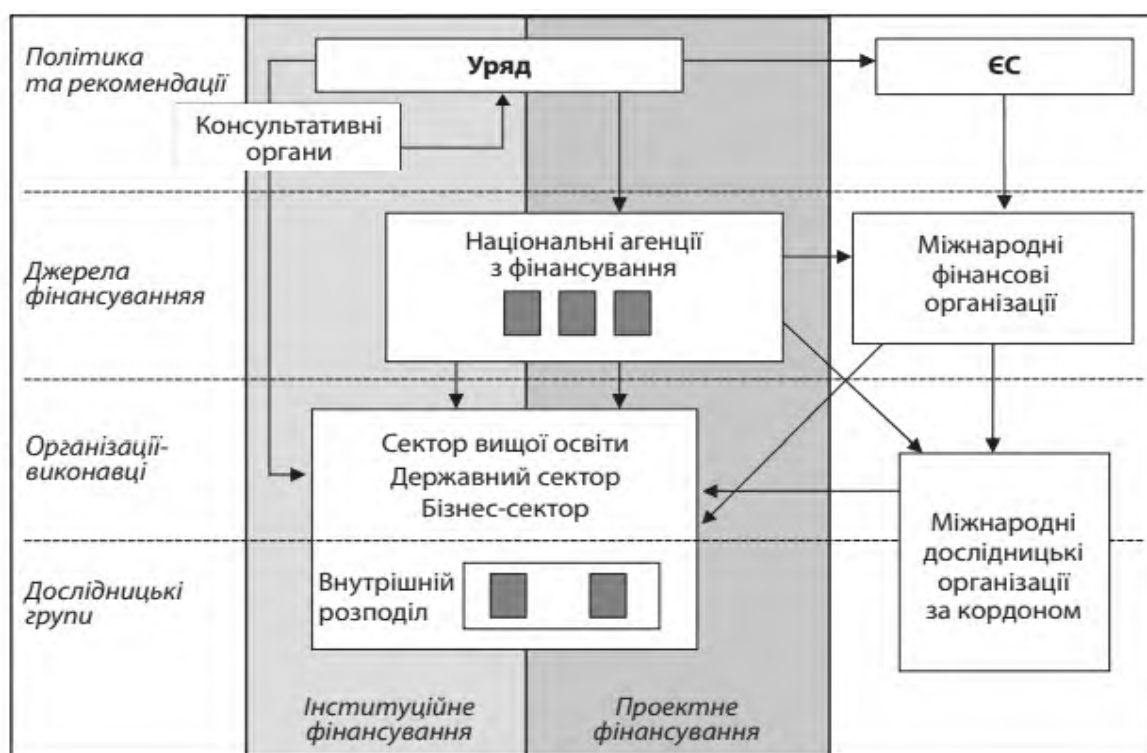 Політика
та рекомендації
Уряд
ЄС
Консультативні
органи
Джерела
фінансуванняя
Національні агенції
з фінансування
Міжнародні
фінансові
організації
Організації-
виконавці
Сектор вищої освіти
Державний сектор
Бізнес-сектор
Міжнародні
дослідницькі
організації
за кордоном
Дослідницькі
групи
Внутрішній
розподіл
Інституційне
фінансування
Проектне
фінансування